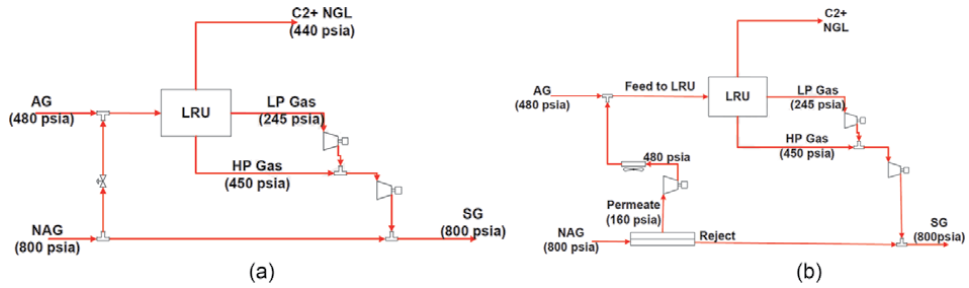 C2+ NGL
(440 psia)
AG
(480 psia)
LRU
LP Gas
(245 psia)
HP Gas
(450 psia)
NAG
(800 psia)
SG
(800 psia)
(a)
C2+
NGL
AG
(480 psia)
Feed to LRU
LRU
LP Gas
(245 psia)
HP Gas
(450 psia)
480 psia
Permeate
(160 psia)
NAG
(800 psia)
Reject
SG
(800psia)
(b)